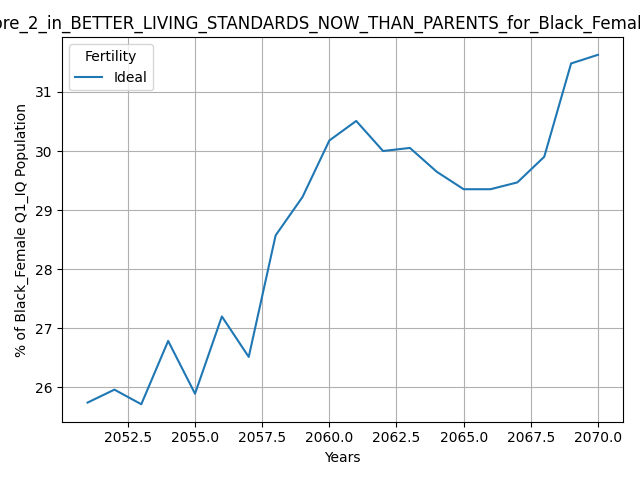 ore_2_in_BETTER_LIVING_STANDARDS_NOW_THAN_PARENTS_for_Black_Femal
Fertility
Ideal
% of Black_Female Q1_IQ Population
31
30
29
28
27
26
2052.5 2055.0 2057.5 2060.0 2062.5 2065.0 2067.5 2070.0
Years